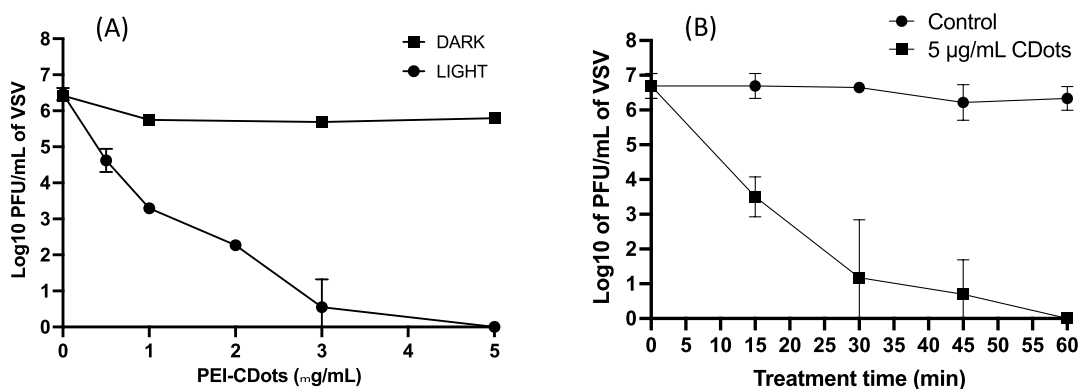 (A)
DARK
LIGHT
Log10 PFU/mL of VSV
8
7
6
5
4
3
2
1
0
0 1 2 3 4 5
PEI-CDots (mg/mL)
(B)
Control
5 µg/mL CDots
Log10 of PFU/mL of VSV
8
7
6
5
4
3
2
1
0
0 5 10 15 20 25 30 35 40 45 50 55 60
Treatment time (min)